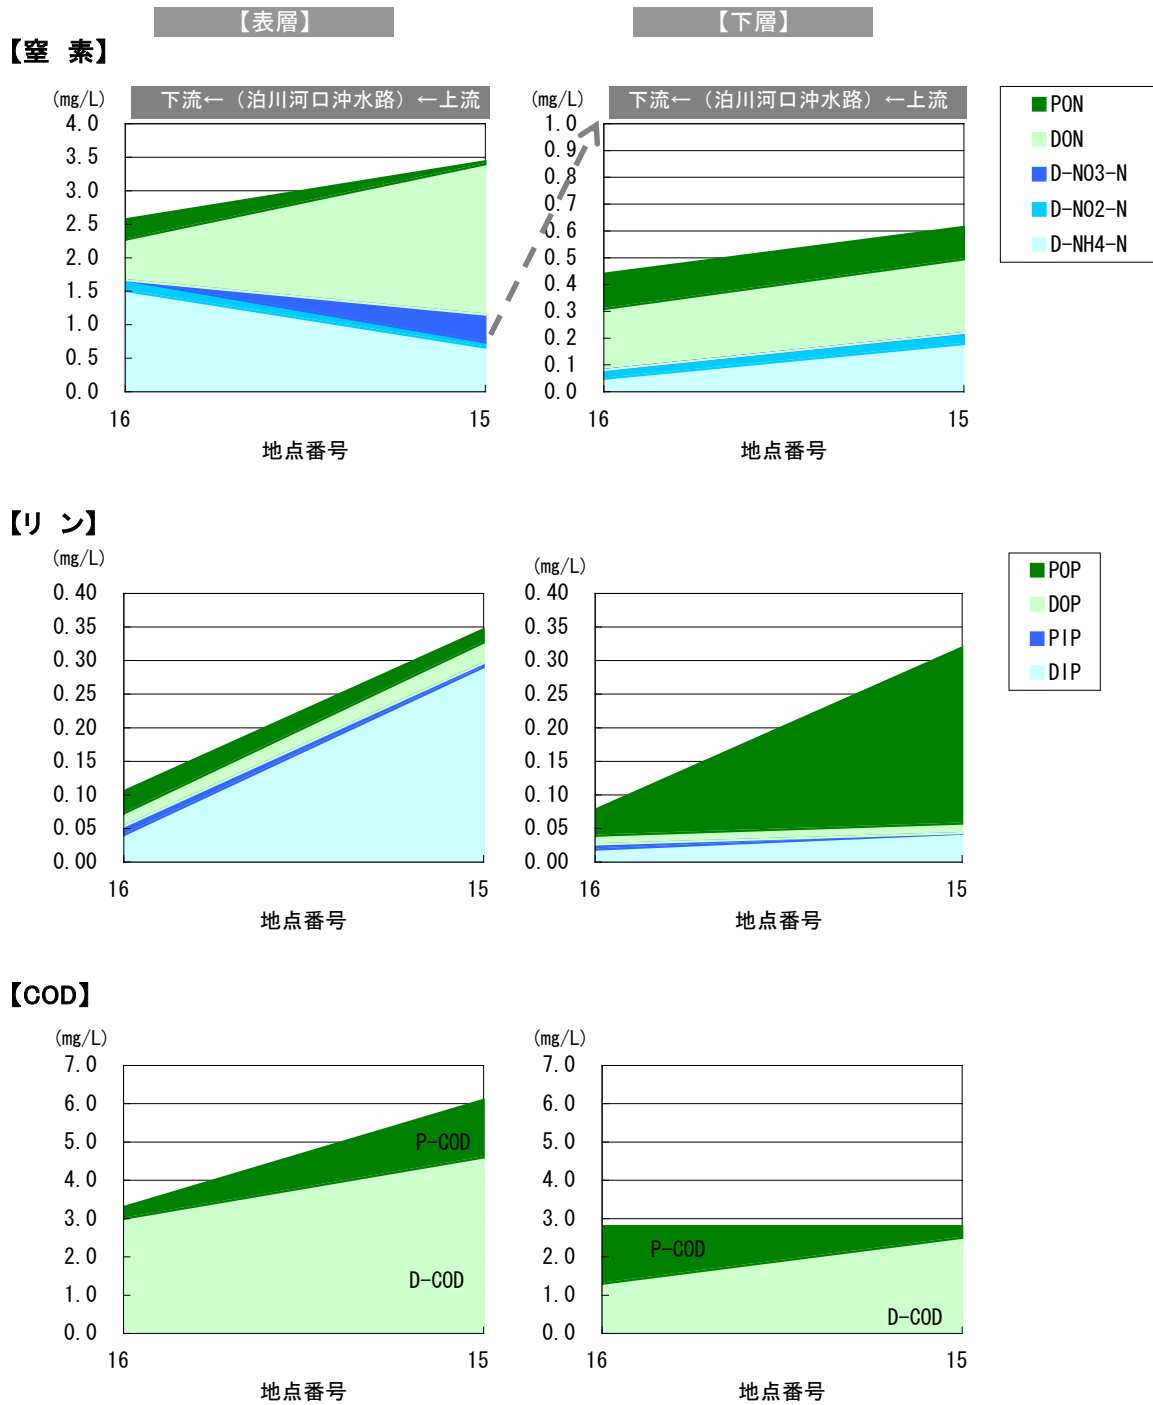 【表層】
【下層】
【窒 素】
(mg/L)
下流←（泊川河口沖水路）←上流
4.0
3.5
3.0
2.5
2.0
1.5
1.0
0.5
0.0
16
15
地点番号
(mg/L)
下流←（泊川河口沖水路）←上流
1.0
0.9
0.8
0.7
0.6
0.5
0.4
0.3
0.2
0.1
0.0
16
15
地点番号
PON
DON
D-NO3-N
D-NO2-N
D-NH4-N
【リ ン】
(mg/L)
0.40
0.35
0.30
0.25
0.20
0.15
0.10
0.05
0.00
16
15
地点番号
(mg/L)
0.40
0.35
0.30
0.25
0.20
0.15
0.10
0.05
0.00
16
15
地点番号
POP
DOP
PIP
DIP
【COD】
(mg/L)
7.0
6.0
5.0
4.0
3.0
2.0
1.0
0.0
P-COD
D-COD
16
15
地点番号
(mg/L)
7.0
6.0
5.0
4.0
3.0
2.0
1.0
0.0
P-COD
D-COD
16
15
地点番号